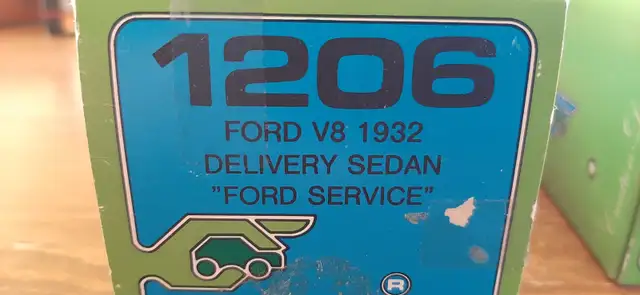 1206
FORD V8 1932
DELIVERY SEDAN
"FORD SERVICE"
®